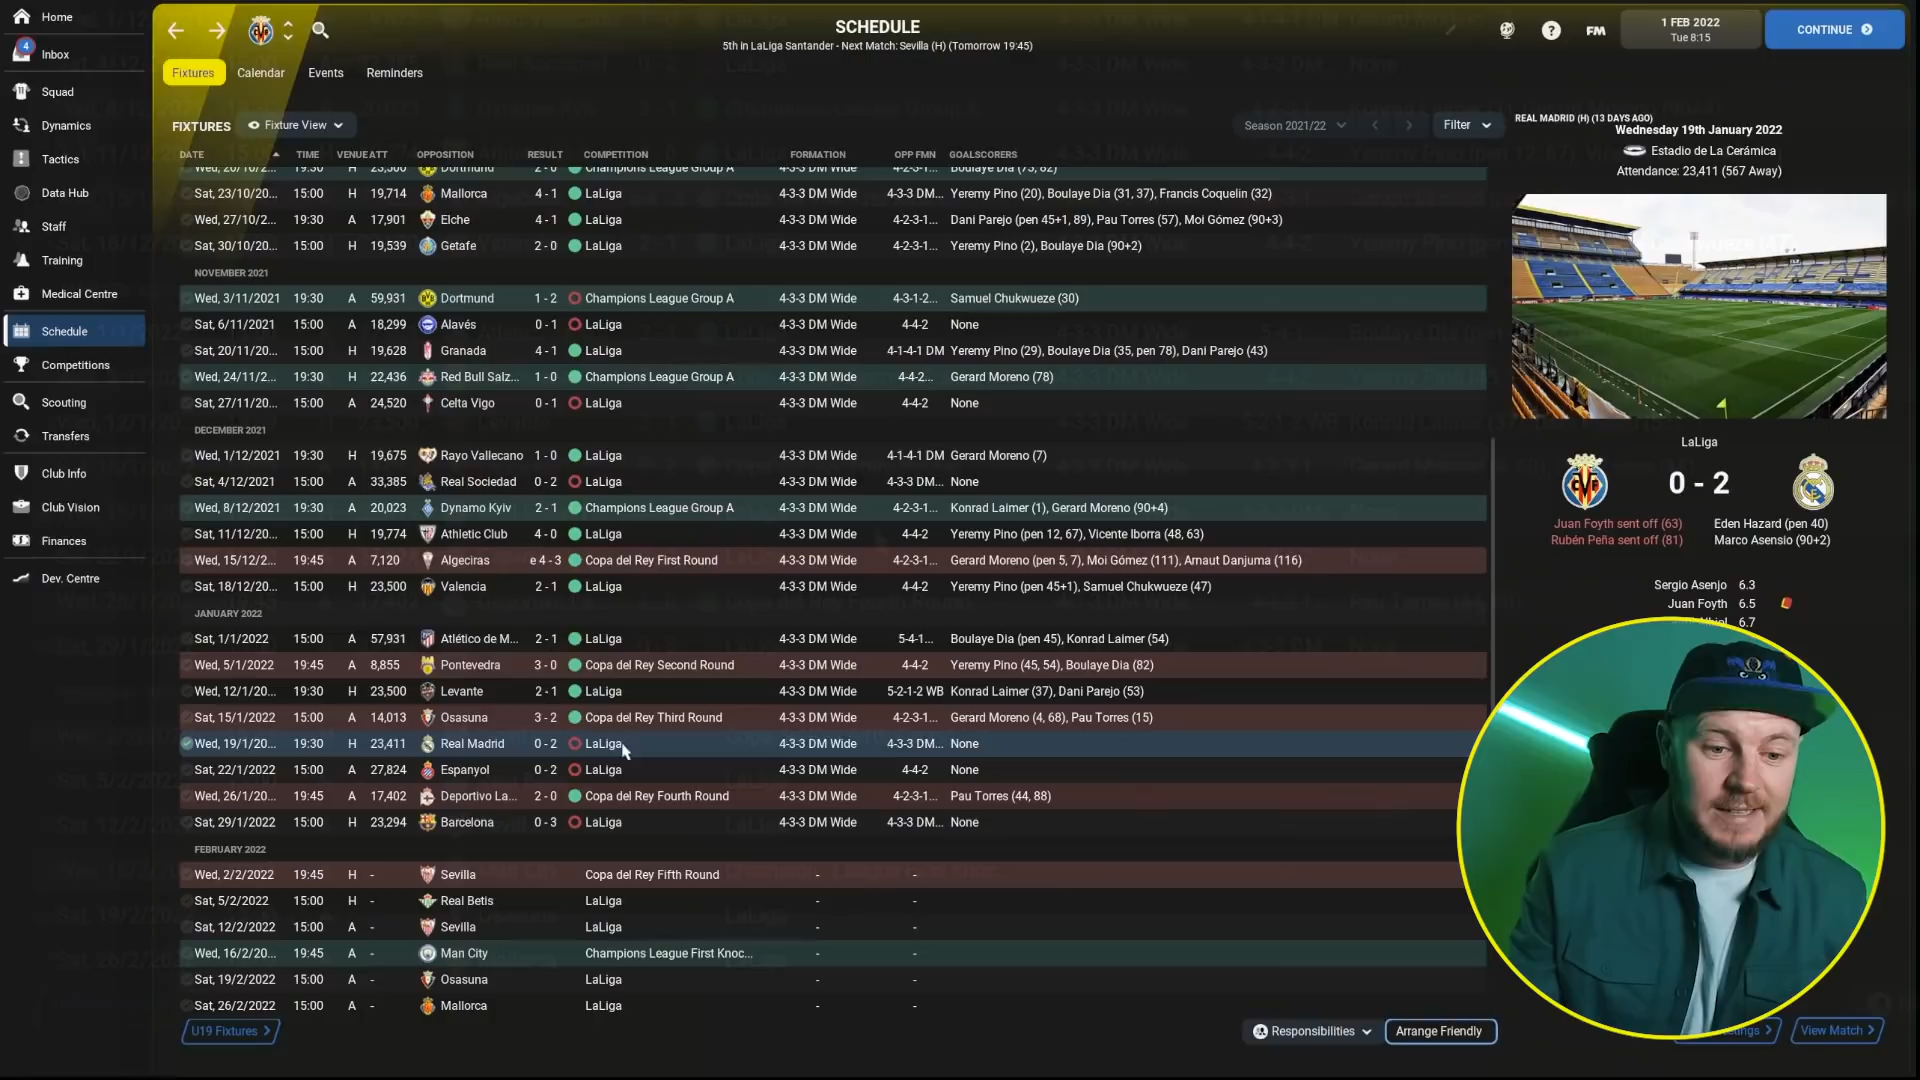 Home
4
Inbox
Squad
Dynamics
Tactics
Data Hub
Staff
Training
Medical Centre
Schedule
Competitions
Scouting
Transfers
Club Info
Club Vision
Finances
Dev. Centre
SCHEDULE
5th in LaLiga Santander - Next Match: Sevilla (H) (Tomorrow 19:45)
FM
1 FEB 2022
Tue 8:15
CONTINUE
Fixtures Calendar Events Reminders
FIXTURES Fixture View Season 2021/22 Filter
DATE TIME VENUE ATT OPPOSITION RESULT COMPETITION FORMATION OPP FMN GOALSCORERS
Wed, 20/10/2... 19:30 H 23,500 Dortmund 2 - 0 Champions League Group A 4-3-3 DM Wide 4-2-3-1... Boulaye Dia (73, 82)
Sat, 23/10/20... 15:00 H 19,714 Mallorca 4 - 1 LaLiga 4-3-3 DM Wide 4-3-3 DM... Yeremy Pino (20), Boulaye Dia (31, 37), Francis Coquelin (32)
Wed, 27/10/2... 19:30 A 17,901 Elche 4 - 1 LaLiga 4-3-3 DM Wide 4-2-3-1... Dani Parejo (pen 45+1, 89), Pau Torres (57), Moi Gómez (90+3)
Sat, 30/10/20... 15:00 H 19,539 Getafe 2 - 0 LaLiga 4-3-3 DM Wide 4-2-3-1... Yeremy Pino (2), Boulaye Dia (90+2)
NOVEMBER 2021
Wed, 3/11/2021 19:30 A 59,931 Dortmund 1 - 2 Champions League Group A 4-3-3 DM Wide 4-3-1-2... Samuel Chukwueze (30)
Sat, 6/11/2021 15:00 A 18,299 Alavés 0 - 1 LaLiga 4-3-3 DM Wide 4-4-2 None
Sat, 20/11/20... 15:00 H 19,628 Granada 4 - 1 LaLiga 4-3-3 DM Wide 4-1-4-1 DM Yeremy Pino (29), Boulaye Dia (35, pen 78), Dani Parejo (43)
Wed, 24/11/2... 19:30 H 22,436 Red Bull Salz... 1 - 0 Champions League Group A 4-3-3 DM Wide 4-4-2... Gerard Moreno (78)
Sat, 27/11/20... 15:00 A 24,520 Celta Vigo 0 - 1 LaLiga 4-3-3 DM Wide 4-4-2 None
DECEMBER 2021
Wed, 1/12/2021 19:30 H 19,675 Rayo Vallecano 1 - 0 LaLiga 4-3-3 DM Wide 4-1-4-1 DM Gerard Moreno (7)
Sat, 4/12/2021 15:00 A 33,385 Real Sociedad 0 - 2 LaLiga 4-3-3 DM Wide 4-3-3 DM... None
Wed, 8/12/2021 19:30 A 20,023 Dynamo Kyiv 2 - 1 Champions League Group A 4-3-3 DM Wide 4-2-3-1... Konrad Laimer (1), Gerard Moreno (90+4)
Sat, 11/12/20... 15:00 H 19,774 Athletic Club 4 - 0 LaLiga 4-3-3 DM Wide 4-4-2 Yeremy Pino (pen 12, 67), Vicente Iborra (48, 63)
Wed, 15/12/2... 19:45 A 7,120 Algeciras e 4 - 3 Copa del Rey First Round 4-3-3 DM Wide 4-2-3-1... Gerard Moreno (pen 5, 7), Moi Gómez (111), Arnaut Danjuma (116)
Sat, 18/12/20... 15:00 H 23,500 Valencia 2 - 1 LaLiga 4-3-3 DM Wide 4-4-2 Yeremy Pino (pen 45+1), Samuel Chukwueze (47)
JANUARY 2022
Sat, 1/1/2022 15:00 A 57,931 Atlético de M... 2 - 1 LaLiga 4-3-3 DM Wide 5-4-1... Boulaye Dia (pen 45), Konrad Laimer (54)
Wed, 5/1/2022 19:45 A 8,855 Pontevedra 3 - 0 Copa del Rey Second Round 4-3-3 DM Wide 4-4-2 Yeremy Pino (45, 54), Boulaye Dia (82)
Wed, 12/1/20... 19:30 H 23,500 Levante 2 - 1 LaLiga 4-3-3 DM Wide 5-2-1-2 WB Konrad Laimer (37), Dani Parejo (53)
Sat, 15/1/2022 15:00 A 14,013 Osasuna 3 - 2 Copa del Rey Third Round 4-3-3 DM Wide 4-2-3-1... Gerard Moreno (4, 68), Pau Torres (15)
Wed, 19/1/20... 19:30 H 23,411 Real Madrid 0 - 2 LaLiga 4-3-3 DM Wide 4-3-3 DM... None
Sat, 22/1/2022 15:00 A 27,824 Espanyol 0 - 2 LaLiga 4-3-3 DM Wide 4-4-2 None
Wed, 26/1/20... 19:45 A 17,402 Deportivo La... 2 - 0 Copa del Rey Fourth Round 4-3-3 DM Wide 4-2-3-1... Pau Torres (44, 88)
Sat, 29/1/2022 15:00 H 23,294 Barcelona 0 - 3 LaLiga 4-3-3 DM Wide 4-3-3 DM... None
FEBRUARY 2022
Wed, 2/2/2022 19:45 H - Sevilla Copa del Rey Fifth Round - -
Sat, 5/2/2022 15:00 H - Real Betis LaLiga - -
Sat, 12/2/2022 15:00 A - Sevilla LaLiga - -
Wed, 16/2/20... 19:45 A - Man City Champions League First Knoc... - -
Sat, 19/2/2022 15:00 A - Osasuna LaLiga - -
Sat, 26/2/2022 15:00 A - Mallorca LaLiga - -
U19 Fixtures Responsibilities Arrange Friendly View Match
REAL MADRID (H) (13 DAYS AGO)
Wednesday 19th January 2022
Estadio de La Cerámica
Attendance: 23,411 (567 Away)
LaLiga
0 - 2
Juan Foyth sent off (63) Eden Hazard (pen 40)
Rubén Peña sent off (81) Marco Asensio (90+2)
Sergio Asenjo 6.3
Juan Foyth 6.5
6.7